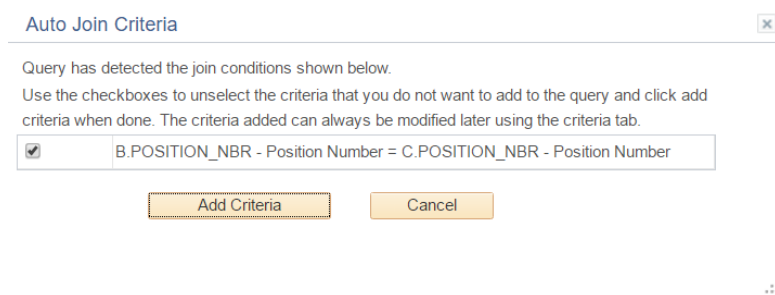 Auto Join Criteria
Query has detected the join conditions shown below.
Use the checkboxes to unselect the criteria that you do not want to add to the query and click add
criteria when done. The criteria added can always be modified later using the criteria tab.
B.POSITION_NBR - Position Number = C.POSITION_NBR - Position Number
Add Criteria Cancel